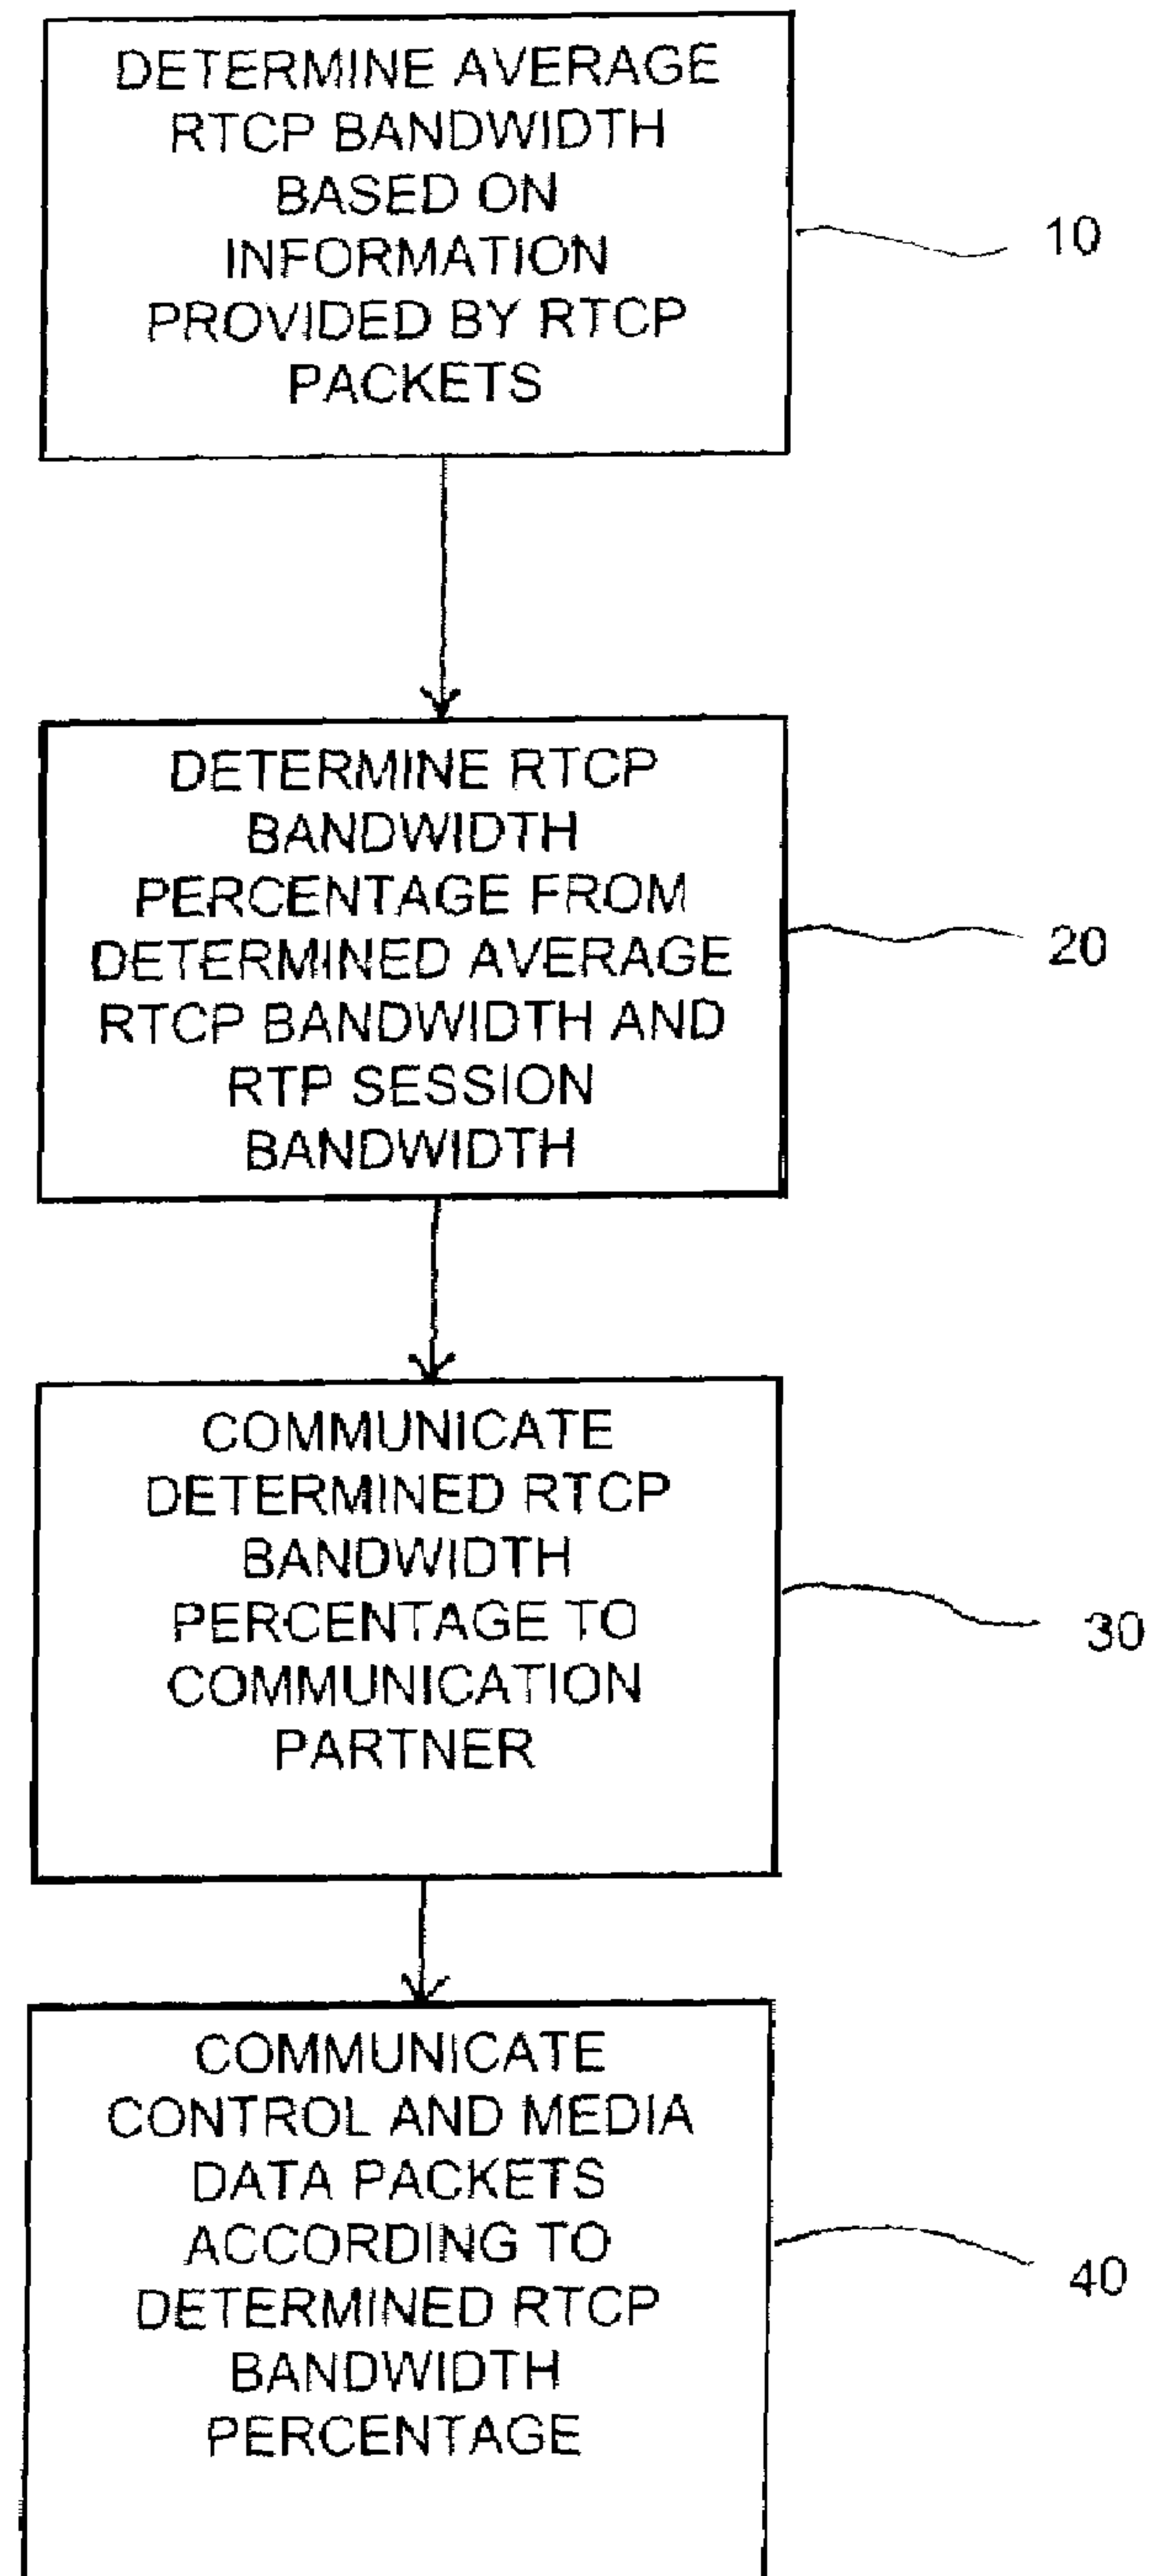 DETERMINE AVERAGE
RTCP BANDWIDTH
BASED ON
INFORMATION
PROVIDED BY RTCP
PACKETS
10
DETERMINE RTCP
BANDWIDTH
PERCENTAGE FROM
DETERMINED AVERAGE
RTCP BANDWIDTH AND
RTP SESSION
BANDWIDTH
20
COMMUNICATE
DETERMINED RTCP
BANDWIDTH
PERCENTAGE TO
COMMUNICATION
PARTNER
30
COMMUNICATE
CONTROL AND MEDIA
DATA PACKETS
ACCORDING TO
DETERMINED RTCP
BANDWIDTH
PERCENTAGE
40